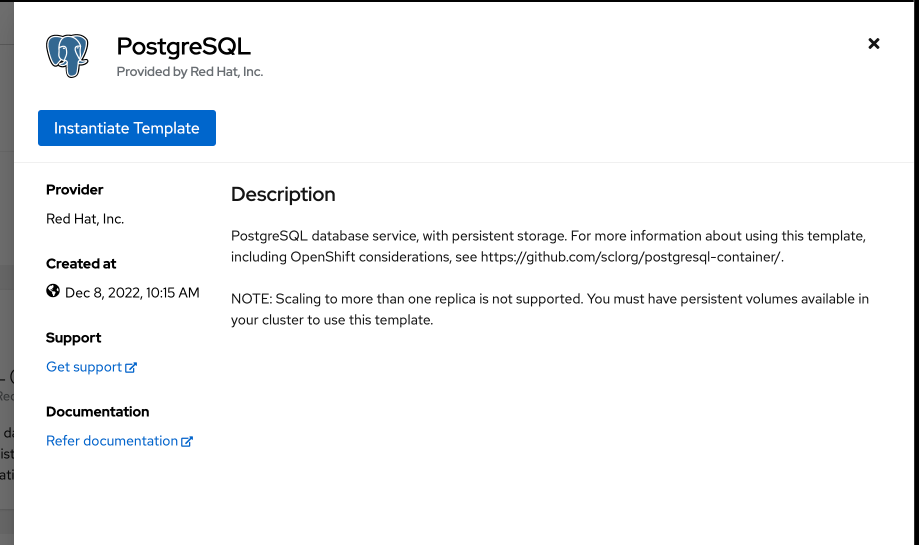 PostgreSQL
Provided by Red Hat, Inc.
Instantiate Template
Provider
Red Hat, Inc.
Created at
Dec 8, 2022, 10:15 AM
Support
Get support
Documentation
Refer documentation
Description
PostgreSQL database service, with persistent storage. For more information about using this template,
including OpenShift considerations, see https://github.com/sclorg/postgresql-container/.
NOTE: Scaling to more than one replica is not supported. You must have persistent volumes available in
your cluster to use this template.